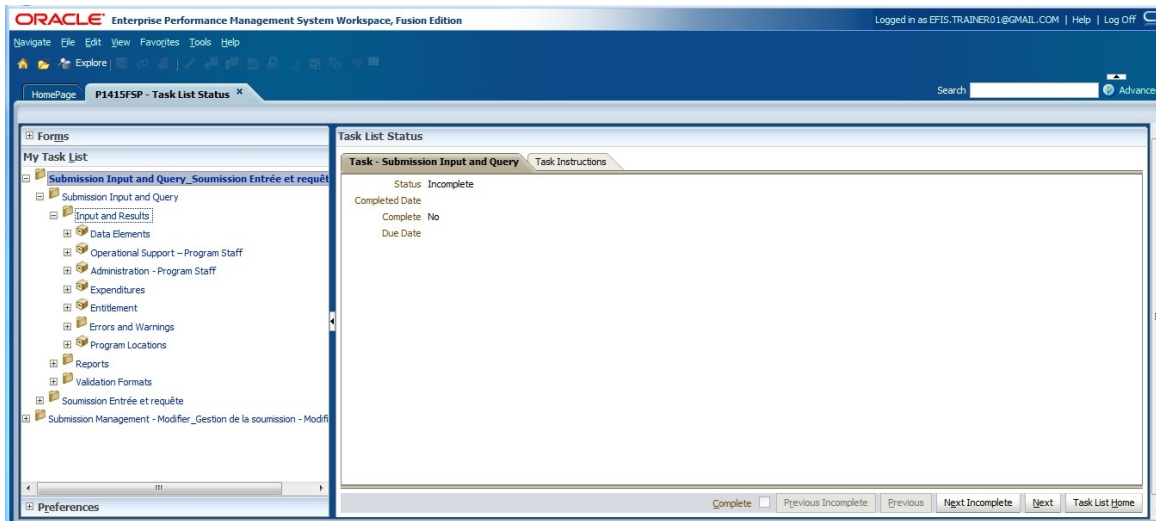 ORACLE® Enterprise Performance Management System Workspace, Fusion Edition
Logged in as EFIS.TRAINER01@GMAIL.COM | Help | Log Off
Navigate File Edit View Favorites Tools Help
Explore
HomePage P1415FSP - Task List Status ×
Search Advance
Forms
My Task List
Submission Input and Query_Soumission Entrée et requêt
Submission Input and Query
Input and Results
Data Elements
Operational Support – Program Staff
Administration - Program Staff
Expenditures
Entitlement
Errors and Warnings
Program Locations
Reports
Validation Formats
Soumission Entrée et requête
Submission Management - Modifier_Gestion de la soumission - Modifi
Preferences
Task List Status
Task - Submission Input and Query Task Instructions
Status Incomplete
Completed Date
Complete No
Due Date
Complete Previous Incomplete Previous Next Incomplete Next Task List Home